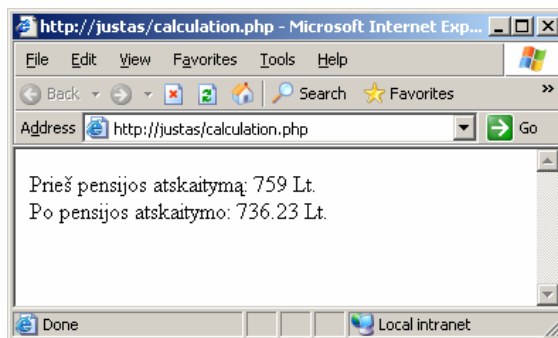 http://justas/calculation.php - Microsoft Internet Exp...
File Edit View Favorites Tools Help
Back Search Favorites »
Address http://justas/calculation.php Go
Prieš pensijos atskaitymą: 759 Lt.
Po pensijos atskaitymo: 736.23 Lt.
Done Local intranet